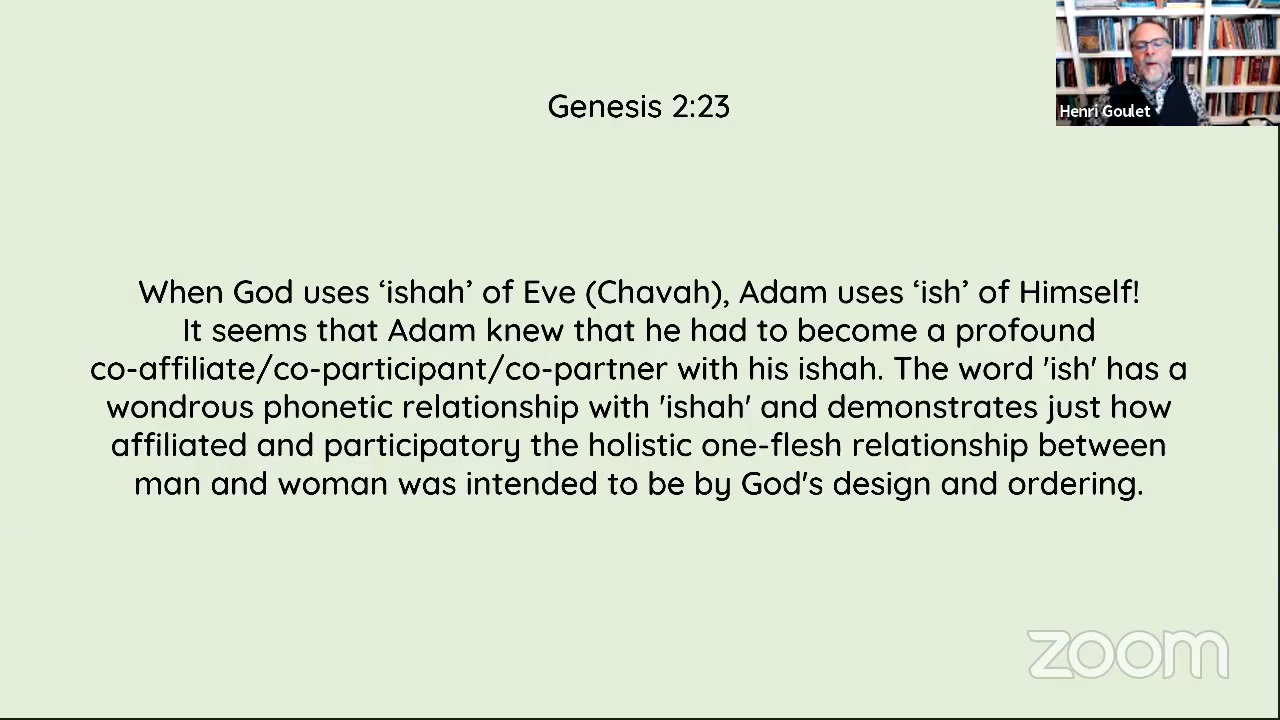 Genesis 2:23
Henri Goulet
When God uses ‘ishah’ of Eve (Chavah), Adam uses ‘ish’ of Himself!
It seems that Adam knew that he had to become a profound
co-affiliate/co-participant/co-partner with his ishah. The word 'ish' has a
wondrous phonetic relationship with 'ishah' and demonstrates just how
affiliated and participatory the holistic one-flesh relationship between
man and woman was intended to be by God's design and ordering.
zoom